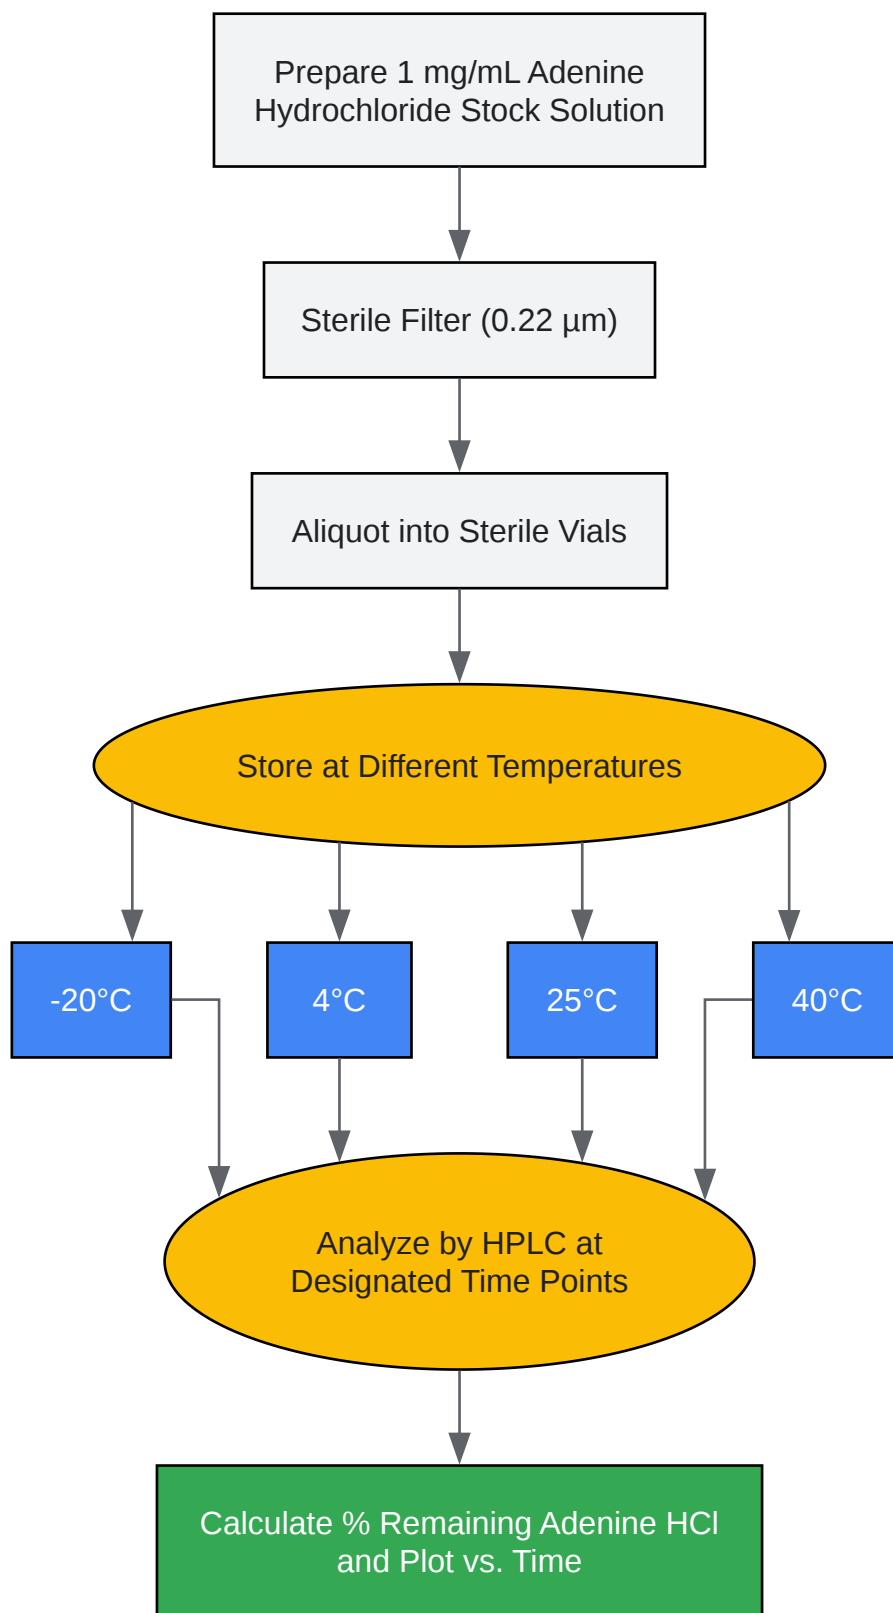 Prepare 1 mg/mL Adenine
Hydrochloride Stock Solution
Sterile Filter (0.22 µm)
Aliquot into Sterile Vials
Store at Different Temperatures
-20°C
4°C
25°C
40°C
Analyze by HPLC at
Designated Time Points
Calculate % Remaining Adenine HCl
and Plot vs. Time